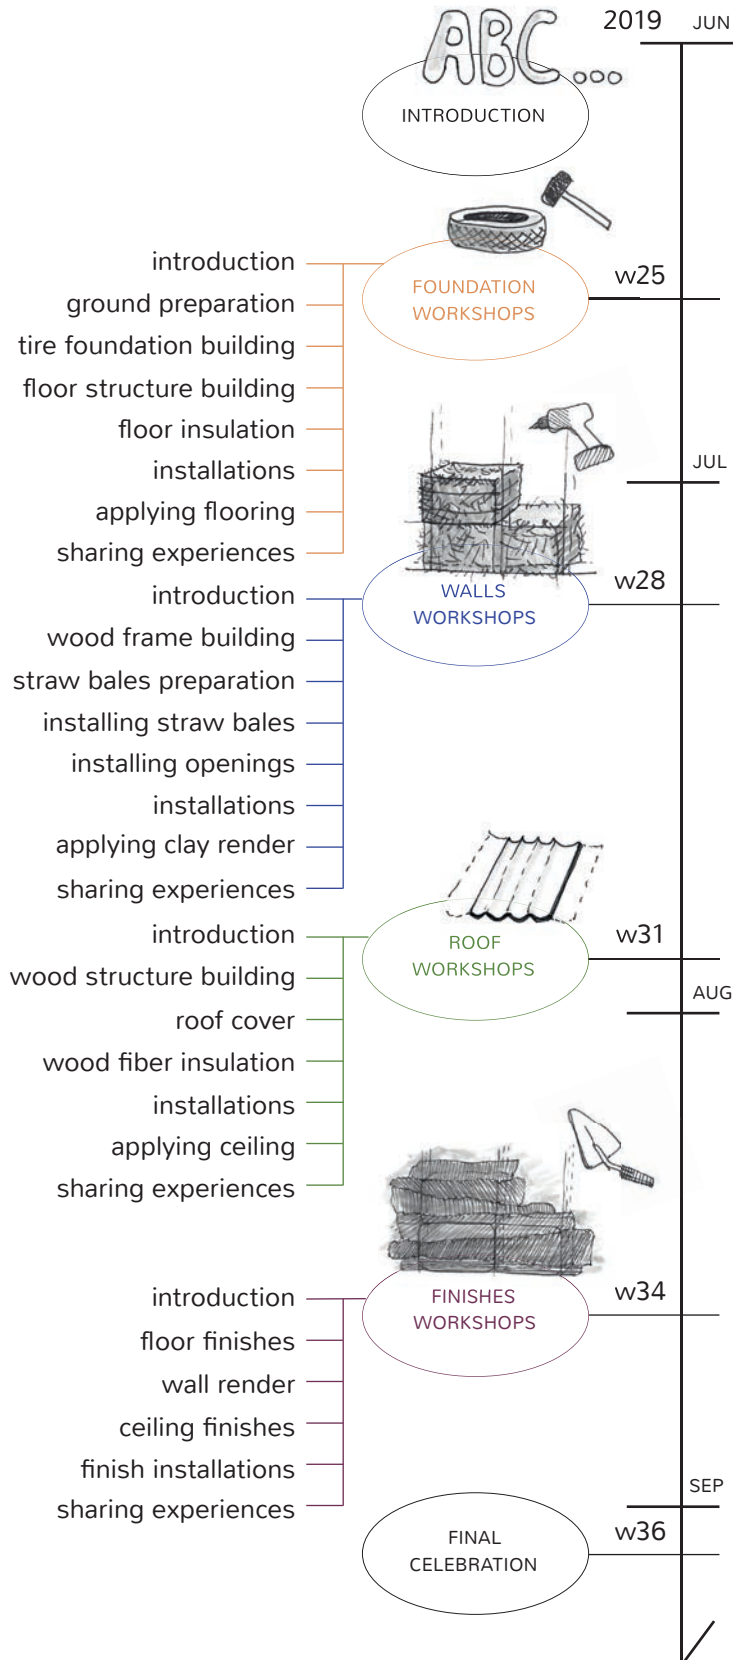 2019 JUN
ABC...
INTRODUCTION
introduction
ground preparation
tire foundation building
floor structure building
floor insulation
installations
applying flooring
sharing experiences
FOUNDATION
WORKSHOPS
w25
JUL
introduction
wood frame building
straw bales preparation
installing straw bales
installing openings
installations
applying clay render
sharing experiences
WALLS
WORKSHOPS
w28
introduction
wood structure building
roof cover
wood fiber insulation
installations
applying ceiling
sharing experiences
ROOF
WORKSHOPS
w31
AUG
introduction
floor finishes
wall render
ceiling finishes
finish installations
sharing experiences
FINISHES
WORKSHOPS
w34
SEP
FINAL
CELEBRATION
w36